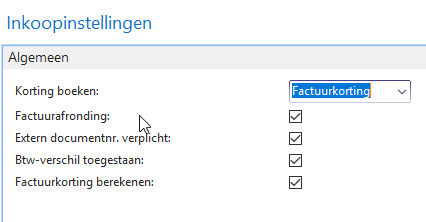 Inkoopinstellingen
Algemeen
Korting boeken: Factuurkorting
Factuurafronding:
Extern documentnr. verplicht:
Btw-verschil toegestaan:
Factuurkorting berekenen: